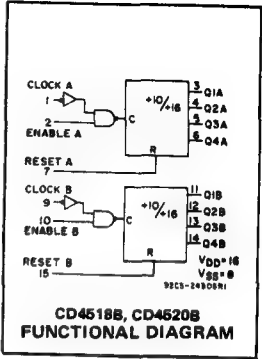 CLOCK A
1
2
ENABLE A
C
÷10/÷16
R
3 Q1A
4 Q2A
5 Q3A
6 Q4A
RESET A
7
CLOCK B
9
10
ENABLE B
C
÷10/÷16
R
11 Q1B
12 Q2B
13 Q3B
14 Q4B
RESET B
15
VDD=16
VSS=8
92CS-24808R1
CD4518B, CD4520B
FUNCTIONAL DIAGRAM